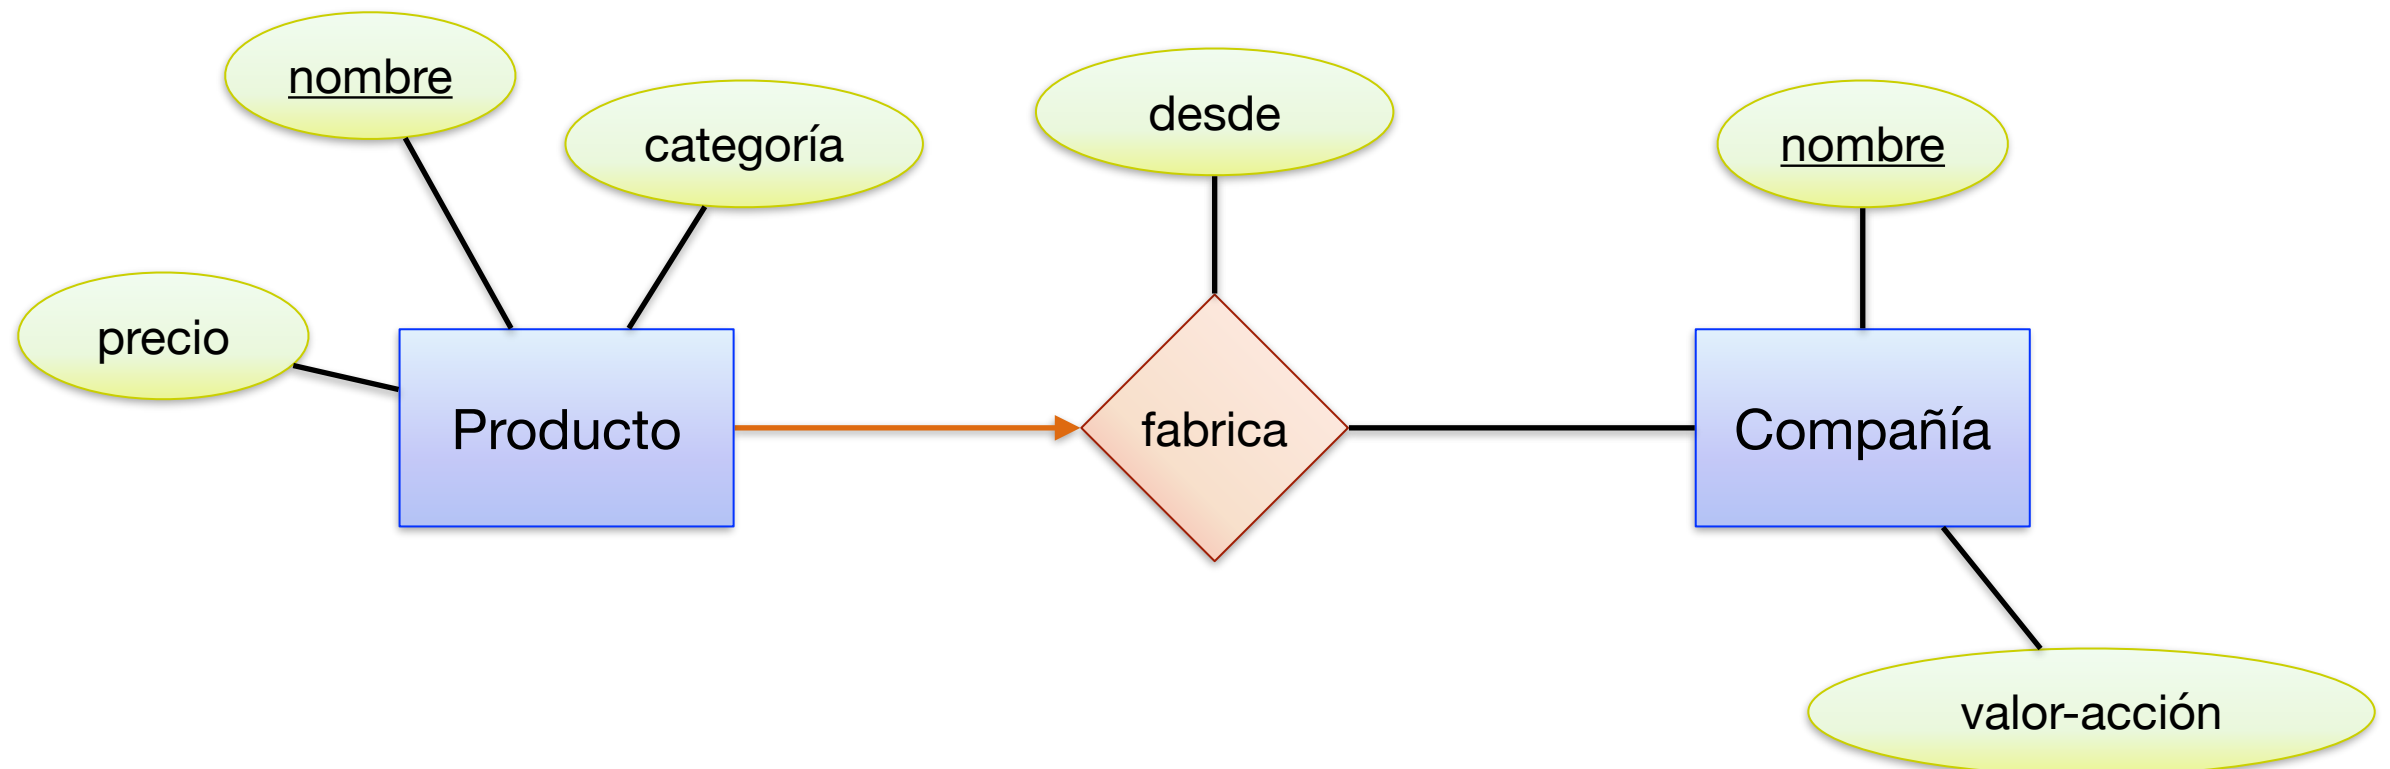 nombre
categoría
desde
nombre
precio
Producto
fabrica
Compañía
valor-acción